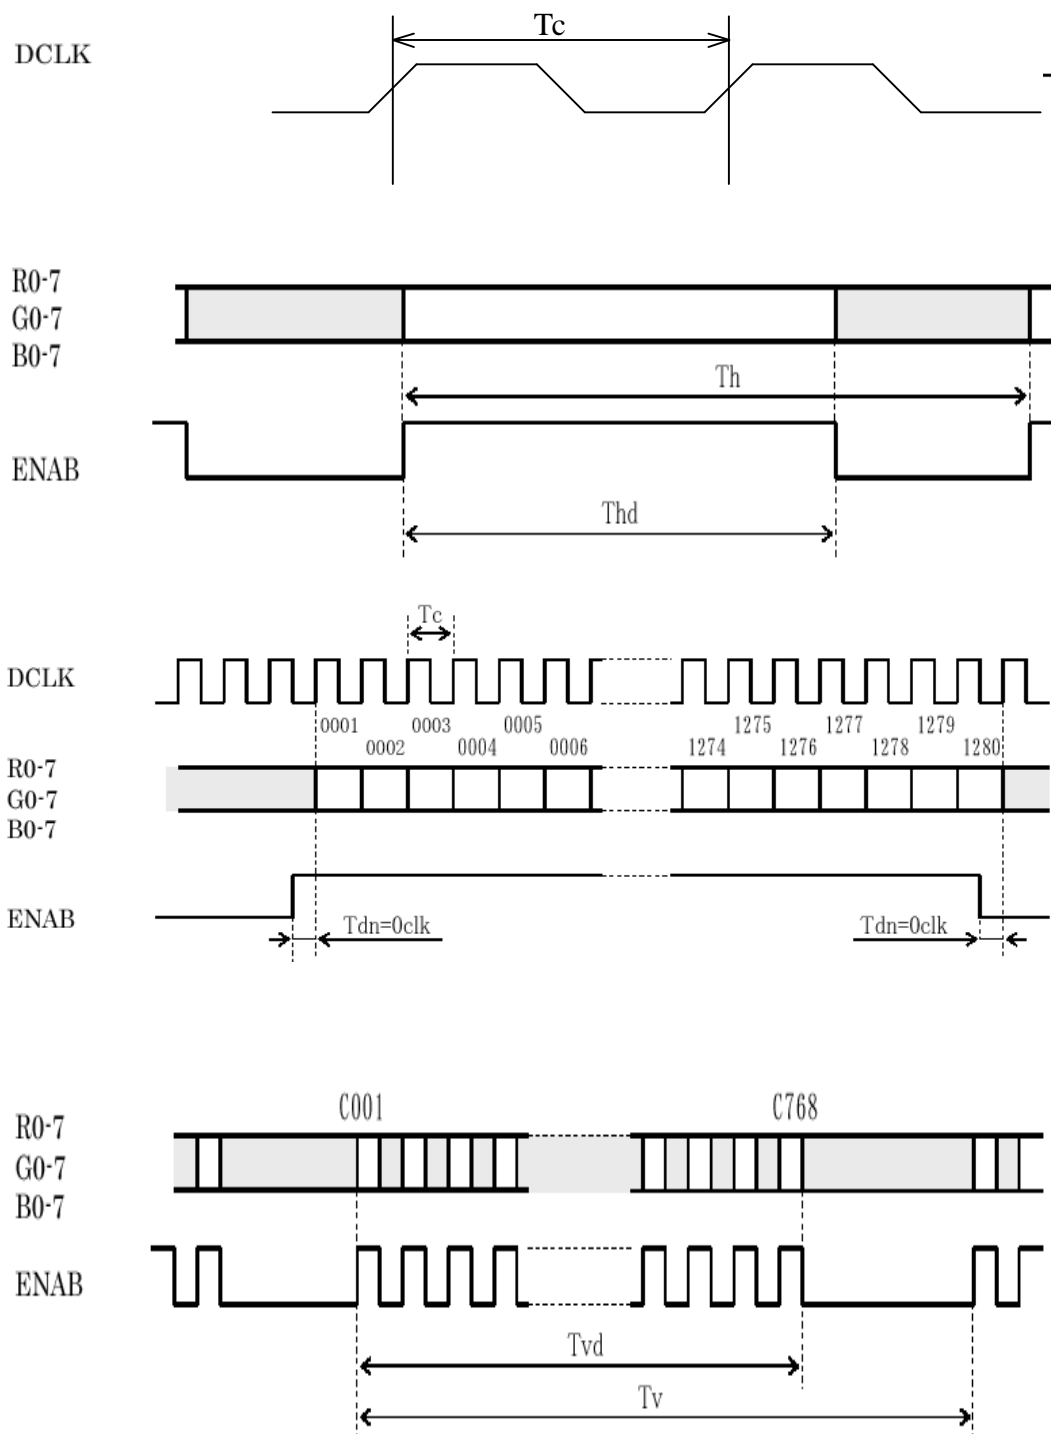 Tc
DCLK
R0-7
G0-7
B0-7
Th
ENAB
Thd
Tc
DCLK
0001 0003 0005 1275 1277 1279
0002 0004 0006 1274 1276 1278 1280
R0-7
G0-7
B0-7
ENAB
Tdn=0clk Tdn=0clk
C001 C768
R0-7
G0-7
B0-7
ENAB
Tvd
Tv